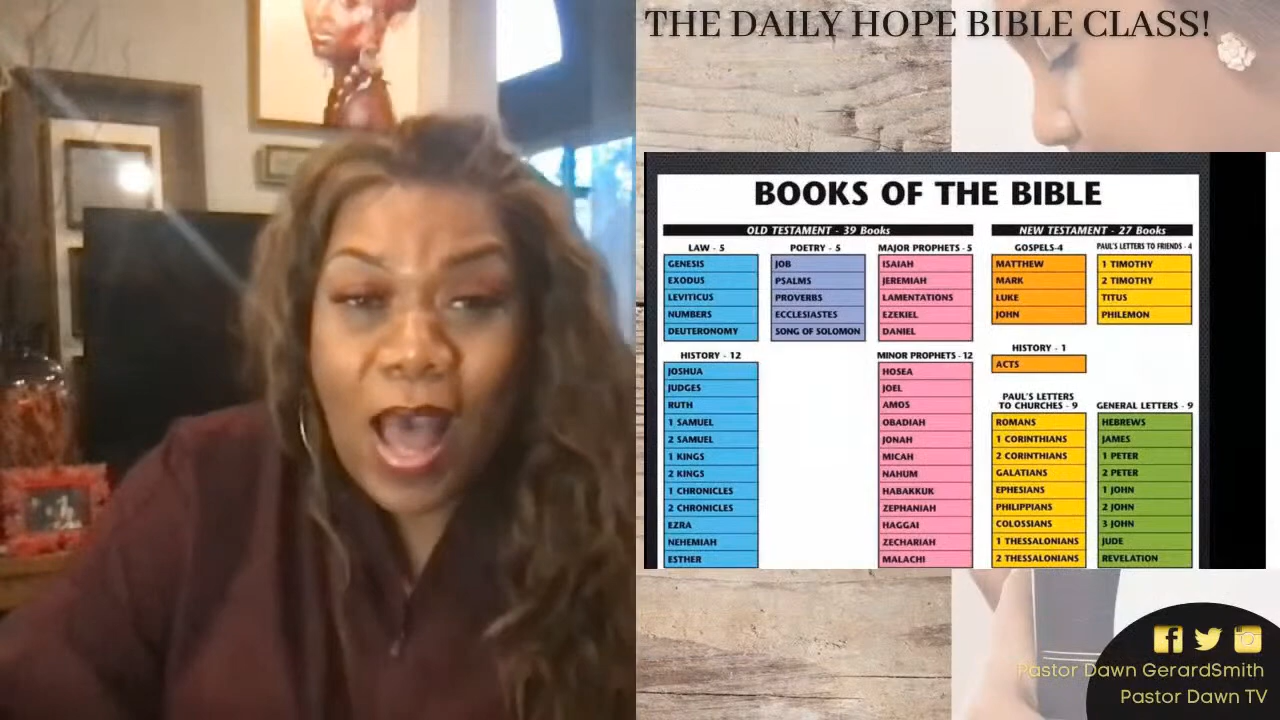 THE DAILY HOPE BIBLE CLASS!
BOOKS OF THE BIBLE
OLD TESTAMENT - 39 Books
LAW - 5
GENESIS
EXODUS
LEVITICUS
NUMBERS
DEUTERONOMY
HISTORY - 12
JOSHUA
JUDGES
RUTH
1 SAMUEL
2 SAMUEL
1 KINGS
2 KINGS
1 CHRONICLES
2 CHRONICLES
EZRA
NEHEMIAH
ESTHER
POETRY - 5
JOB
PSALMS
PROVERBS
ECCLESIASTES
SONG OF SOLOMON
MAJOR PROPHETS - 5
ISAIAH
JEREMIAH
LAMENTATIONS
EZEKIEL
DANIEL
MINOR PROPHETS - 12
HOSEA
JOEL
AMOS
OBADIAH
JONAH
MICAH
NAHUM
HABAKKUK
ZEPHANIAH
HAGGAI
ZECHARIAH
MALACHI
NEW TESTAMENT - 27 Books
GOSPELS-4
MATTHEW
MARK
LUKE
JOHN
HISTORY - 1
ACTS
PAUL'S LETTERS
TO CHURCHES - 9
ROMANS
1 CORINTHIANS
2 CORINTHIANS
GALATIANS
EPHESIANS
PHILIPPIANS
COLOSSIANS
1 THESSALONIANS
2 THESSALONIANS
PAUL'S LETTERS TO FRIENDS - 4
1 TIMOTHY
2 TIMOTHY
TITUS
PHILEMON
GENERAL LETTERS - 9
HEBREWS
JAMES
1 PETER
2 PETER
1 JOHN
2 JOHN
3 JOHN
JUDE
REVELATION
Pastor Dawn GerardSmith
Pastor Dawn TV